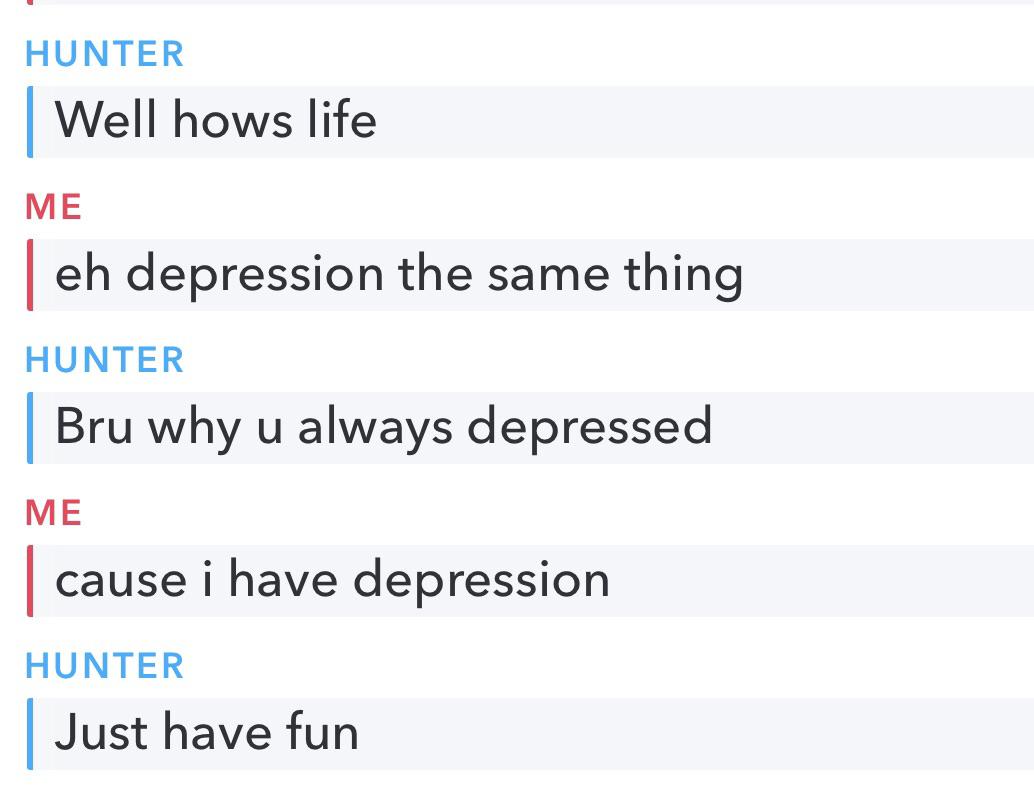 HUNTER
Well hows life
ME
eh depression the same thing
HUNTER
Bru why u always depressed
ME
cause i have depression
HUNTER
Just have fun